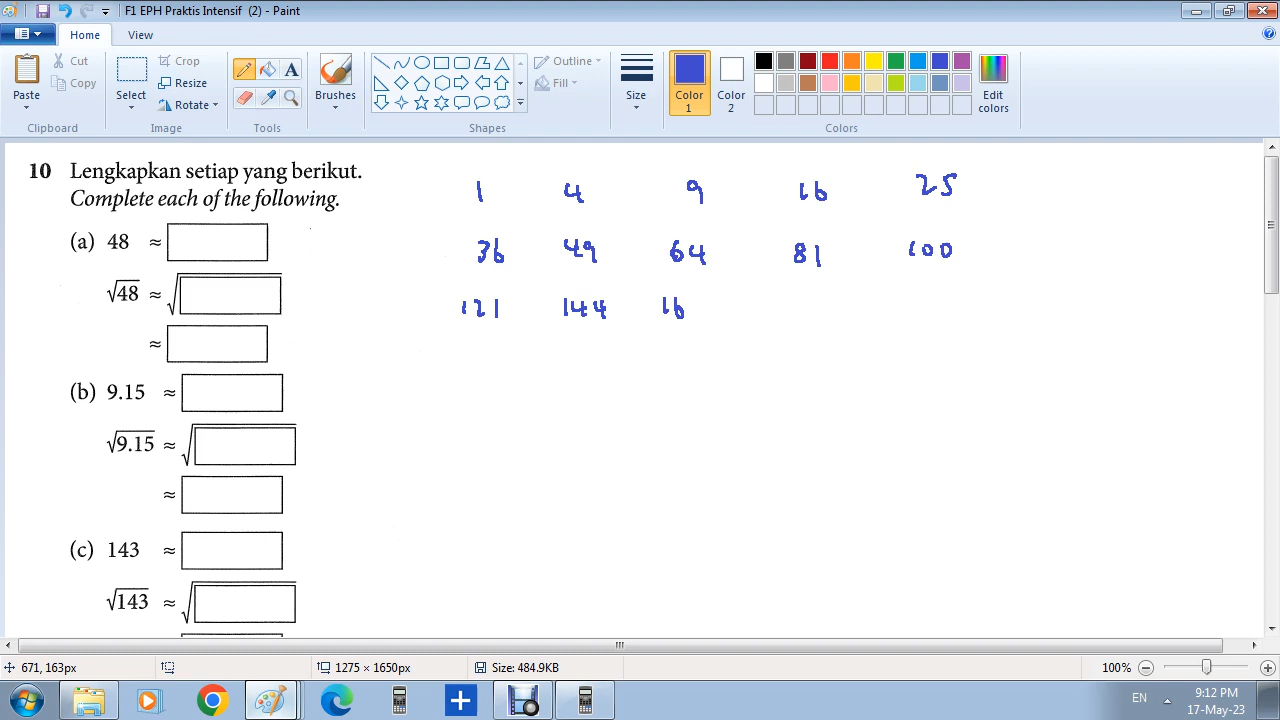 F1 EPH Praktis Intensif (2) - Paint
Home View
Paste
Cut
Copy
Clipboard
Select
Crop
Resize
Rotate
Image
A
Tools
Brushes
Shapes
Outline
Fill
Size
Color 1
Color 2
Edit colors
Colors
10 Lengkapkan setiap yang berikut.
Complete each of the following.
(a) 48 ≈
√48 ≈ √
≈
(b) 9.15 ≈
√9.15 ≈ √
≈
(c) 143 ≈
√143 ≈ √
1 4 9 16 25
36 49 64 81 100
121 144 16
671, 163px
1275 × 1650px
Size: 484.9KB
100%
EN
9:12 PM
17-May-23